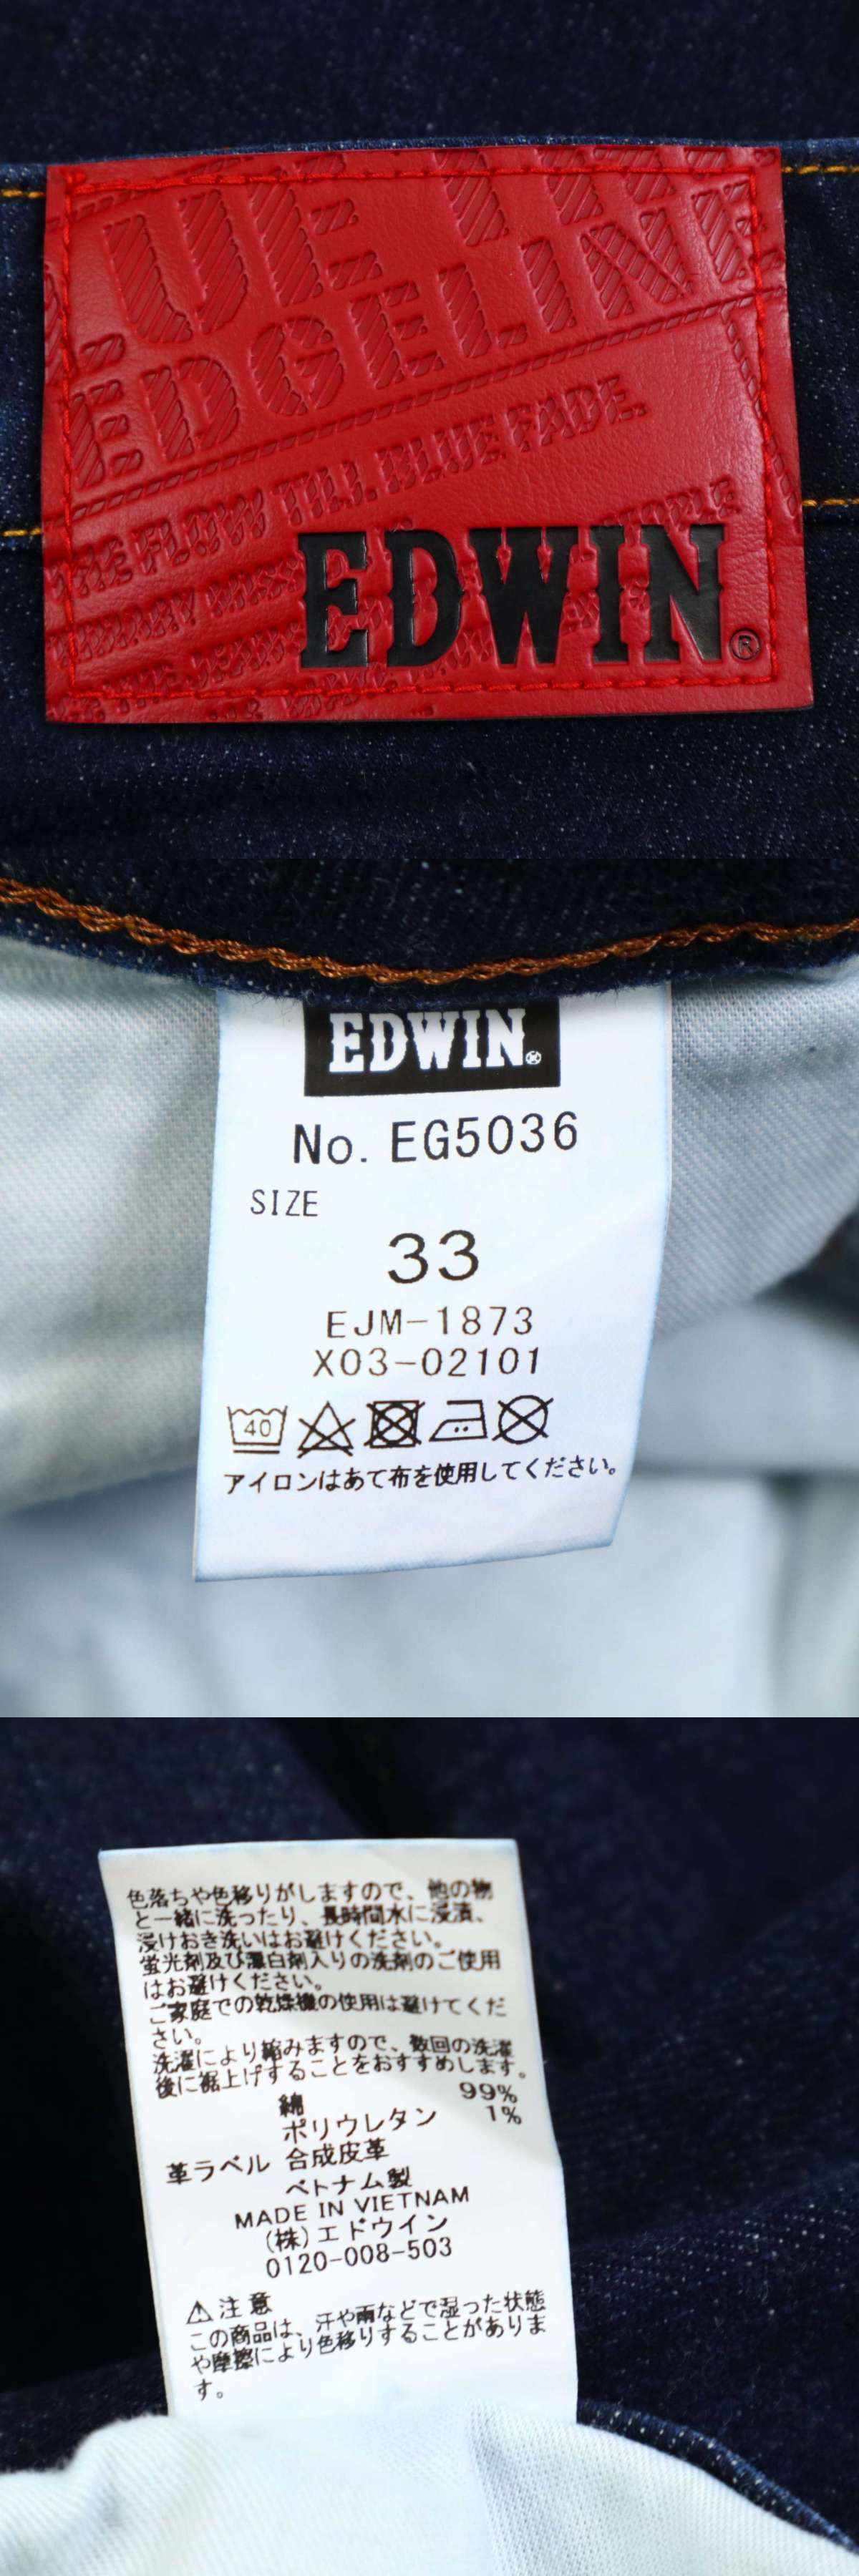 UE IN
EDGELINE
THE FLOW TILL BLUE FADE.
PEOPLE
EDWIN®
EDWIN®
No. EG5036
SIZE
33
EJM-1873
X03-02101
40
アイロンはあて布を使用してください。
色落ちや色移りがしますので、他の物
と一緒に洗ったり、長時間水に浸漬、
浸けおき洗いはお避けください。
蛍光剤及び漂白剤入りの洗剤のご使用
はお避けください。
ご家庭での乾燥機の使用は避けてくだ
さい。
洗濯により縮みますので、数回の洗濯
後に裾上げすることをおすすめします。
綿 99%
ポリウレタン 1%
革ラベル 合成皮革
ベトナム製
MADE IN VIETNAM
(株)エドウイン
0120-008-503
⚠注意
この商品は、汗や雨などで湿った状態
や摩擦により色移りすることがありま
す。